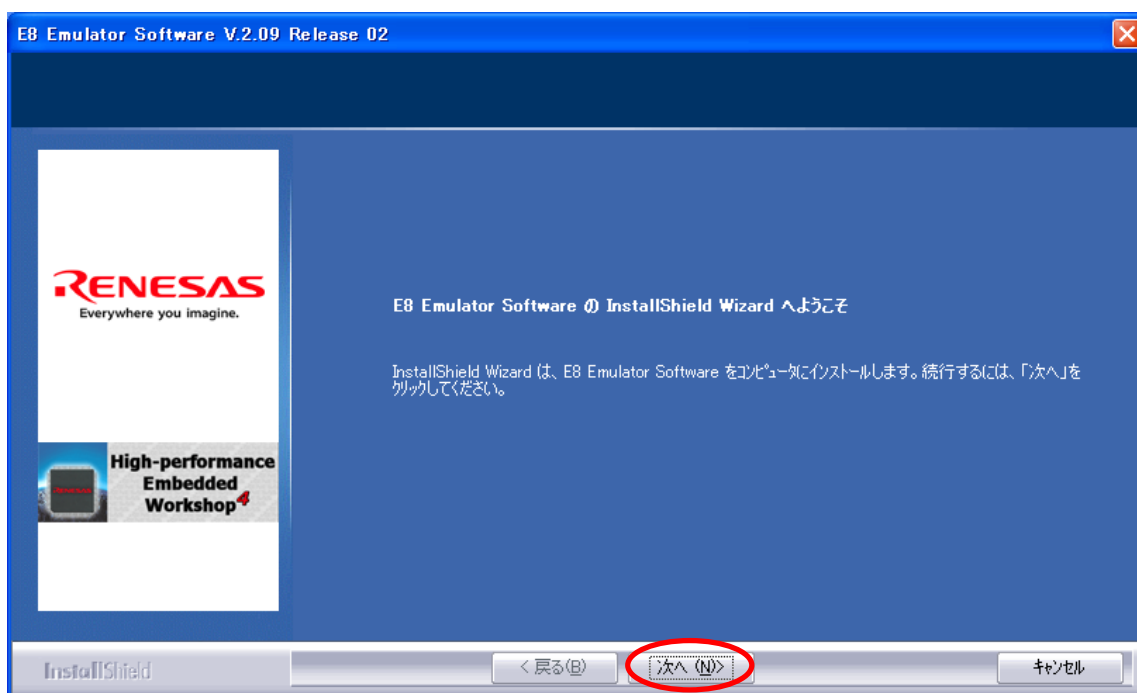 E8 Emulator Software V.2.09 Release 02
RENESAS
Everywhere you imagine.
E8 Emulator Software の InstallShield Wizard へようこそ
InstallShield Wizard は、E8 Emulator Software をコンピュータにインストールします。続行するには、「次へ」を
クリックしてください。
High-performance
Embedded
Workshop4
RENESAS
InstallShield
< 戻る(B)
次へ (N)>
キャンセル